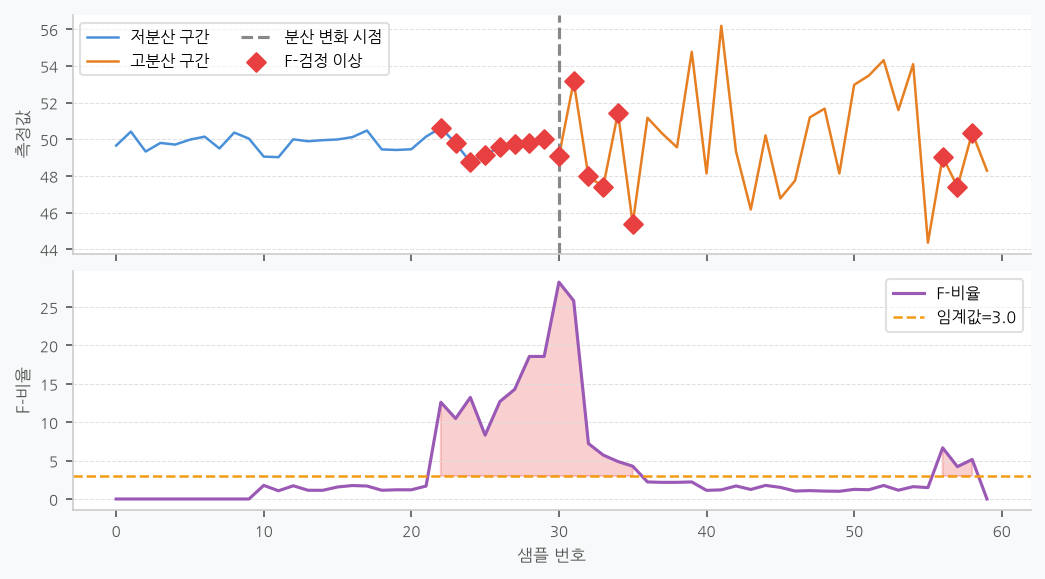 저분산 구간
고분산 구간
분산 변화 시점
F-검정 이상
측정값
56
54
52
50
48
46
44
F-비율
임계값=3.0
F-비율
25
20
15
10
5
0
0
10
20
30
40
50
60
샘플 번호